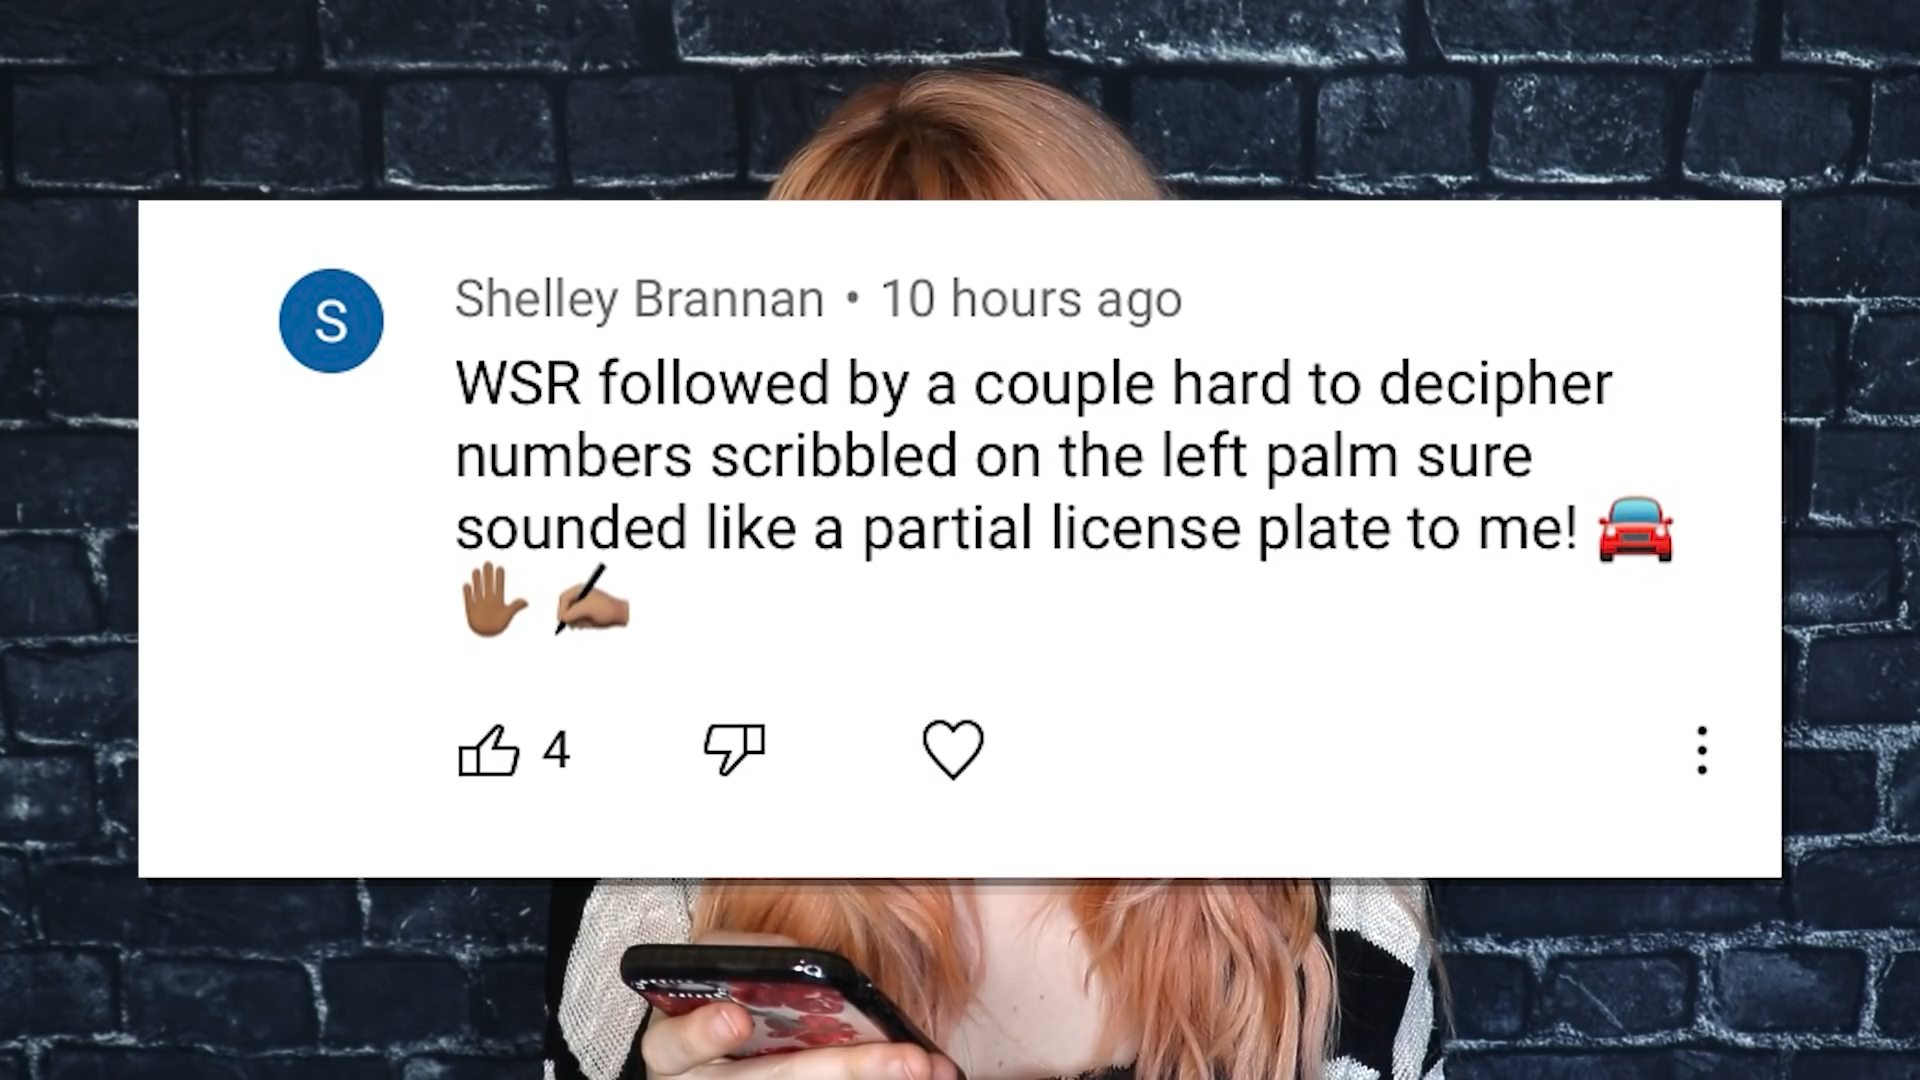 S
Shelley Brannan • 10 hours ago
WSR followed by a couple hard to decipher
numbers scribbled on the left palm sure
sounded like a partial license plate to me! 🚘
🖐🏾 ✍🏽
4